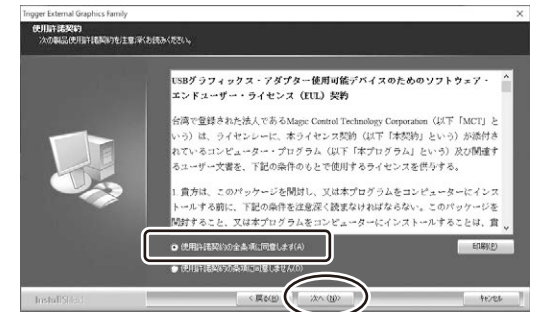 Trigger External Graphics Family
使用許諾契約
次の製品使用許諾契約を注意深くお読みください。
USBグラフィックス・アダプター使用可能デバイスのためのソフトウェア・
エンドユーザー・ライセンス（EUL）契約
台湾で登録された法人であるMagic Control Technology Corporation（以下「MCT」と
いう）は、ライセンシーに、本ライセンス契約（以下「本契約」という）が添付さ
れているコンピューター・プログラム（以下「本プログラム」という）及び関連す
るユーザー文書を、下記の条件のもとで使用するライセンスを供与する。
1. 貴方は、このパッケージを開封し、又は本プログラムをコンピューターにインス
トールする前に、下記の条件を注意深く読まなければならない。このパッケージを
開封すること、又は本プログラムをコンピューターにインストールすることは、貴
使用許諾契約の全条項に同意します(A)
印刷(P)
使用許諾契約の条項に同意しません(D)
InstallShield
< 戻る(B)
次へ (N)>
キャンセル